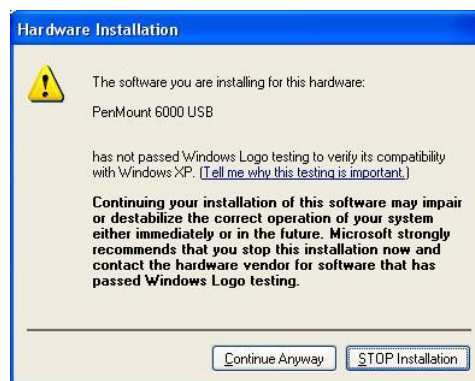 Hardware Installation
The software you are installing for this hardware:
PenMount 6000 USB
has not passed Windows Logo testing to verify its compatibility
with Windows XP. (Tell me why this testing is important.)
Continuing your installation of this software may impair
or destabilize the correct operation of your system
either immediately or in the future. Microsoft strongly
recommends that you stop this installation now and
contact the hardware vendor for software that has
passed Windows Logo testing.
Continue Anyway
STOP Installation